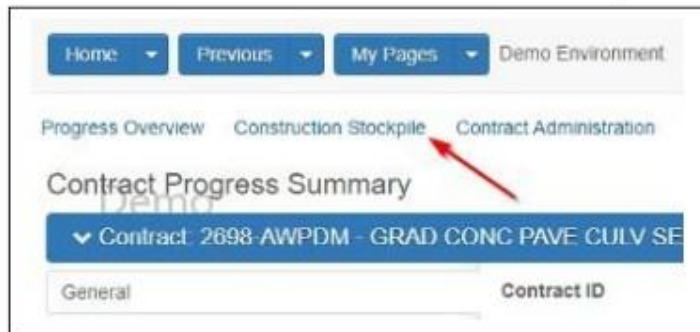 Home Previous My Pages Demo Environment
Progress Overview Construction Stockpile Contract Administration
Contract Progress Summary
Demo
Contract: 2698-AWPDM - GRAD CONC PAVE CULV SE
General Contract ID